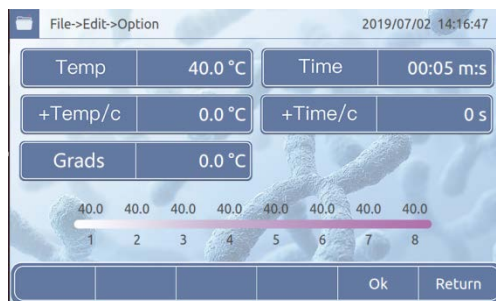 File->Edit->Option 2019/07/02 14:16:47
Temp 40.0 °C Time 00:05 m:s
+Temp/c 0.0 °C +Time/c 0 s
Grads 0.0 °C
40.0 40.0 40.0 40.0 40.0 40.0 40.0 40.0
1 2 3 4 5 6 7 8
Ok Return